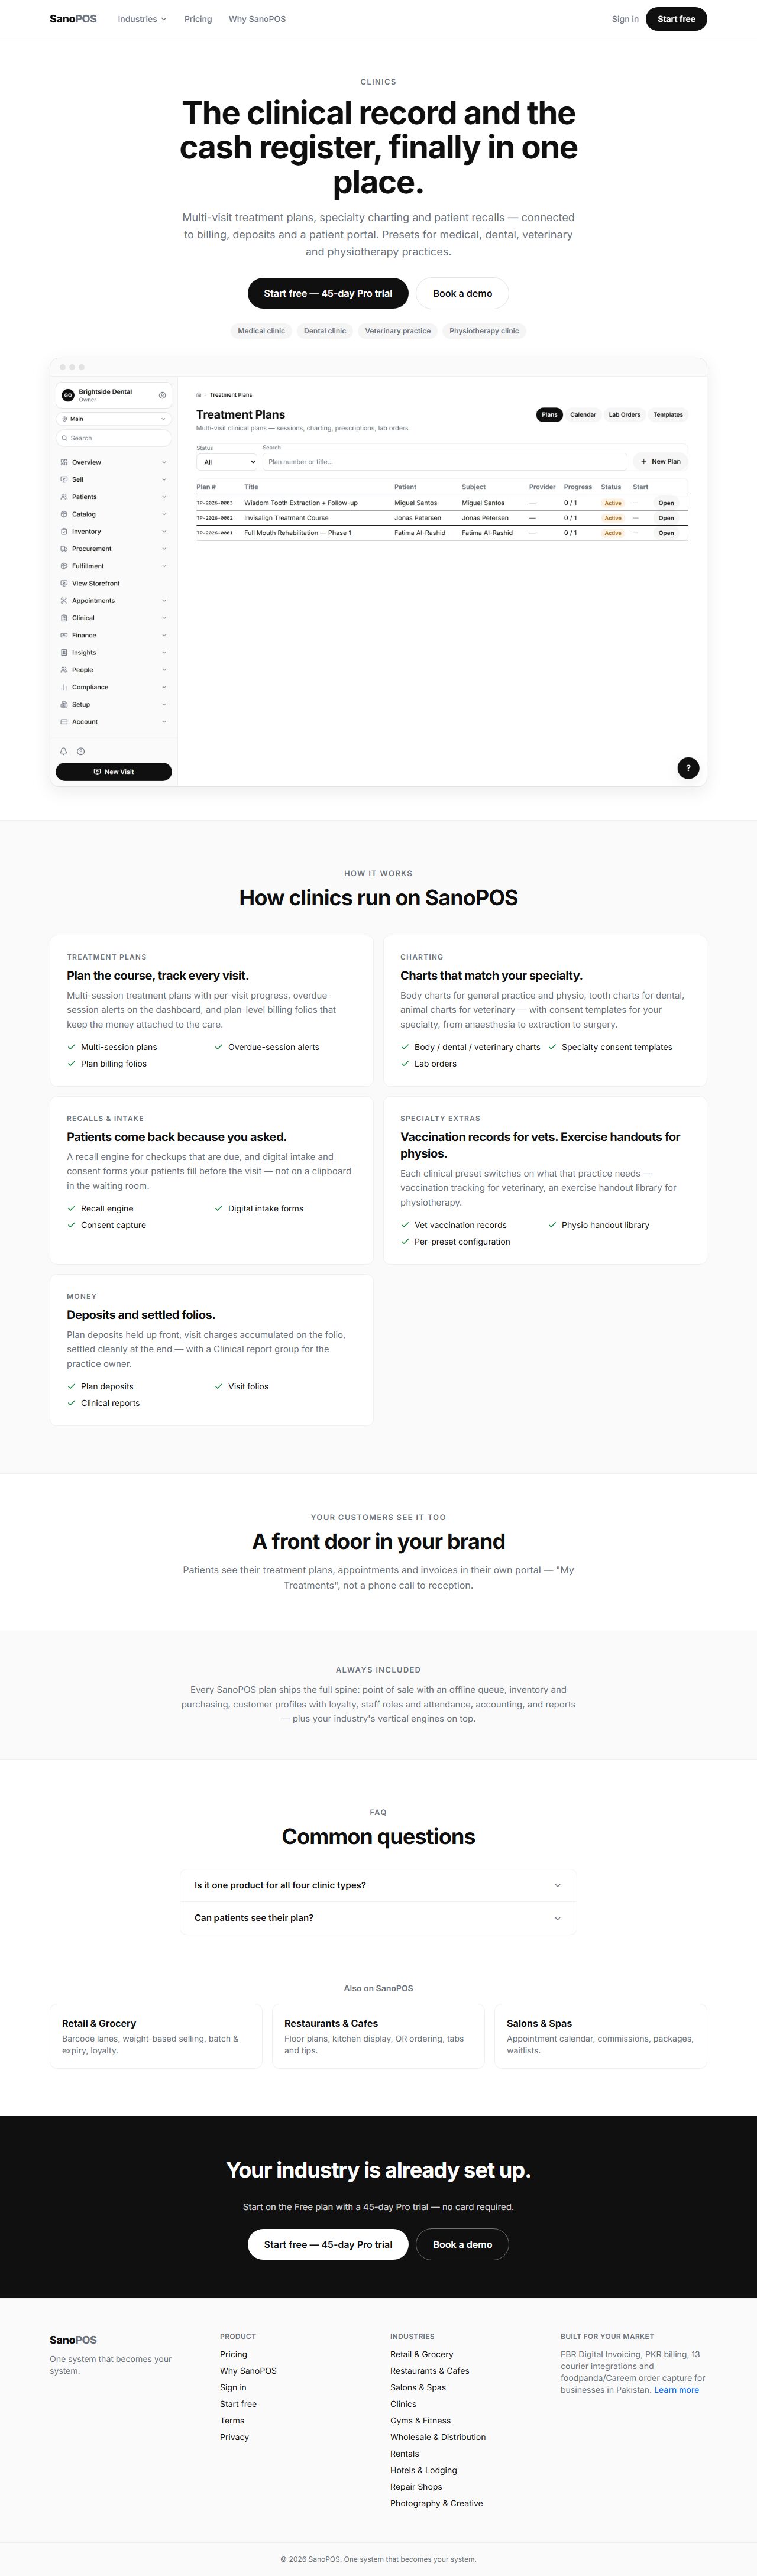 SanoPOS
Industries
Pricing
Why SanoPOS
Sign in
Start free
CLINICS
The clinical record and the
cash register, finally in one
place.
Multi-visit treatment plans, specialty charting and patient recalls — connected
to billing, deposits and a patient portal. Presets for medical, dental, veterinary
and physiotherapy practices.
Start free — 45-day Pro trial
Book a demo
Medical clinic
Dental clinic
Veterinary practice
Physiotherapy clinic
GO
Brightside Dental
Owner
Main
Search
Overview
Sell
Patients
Catalog
Inventory
Procurement
Fulfillment
View Storefront
Appointments
Clinical
Finance
Insights
People
Compliance
Setup
Account
New Visit
Treatment Plans
Treatment Plans
Multi-visit clinical plans — sessions, charting, prescriptions, lab orders
Plans
Calendar
Lab Orders
Templates
Status
Search
All
Plan number or title...
New Plan
Plan # Title Patient Subject Provider Progress Status Start
TP-2026-0003 Wisdom Tooth Extraction + Follow-up Miguel Santos Miguel Santos — 0 / 1 Active — Open
TP-2026-0002 Invisalign Treatment Course Jonas Petersen Jonas Petersen — 0 / 1 Active — Open
TP-2026-0001 Full Mouth Rehabilitation — Phase 1 Fatima Al-Rashid Fatima Al-Rashid — 0 / 1 Active — Open
?
HOW IT WORKS
How clinics run on SanoPOS
TREATMENT PLANS
Plan the course, track every visit.
Multi-session treatment plans with per-visit progress, overdue-
session alerts on the dashboard, and plan-level billing folios that
keep the money attached to the care.
Multi-session plans
Overdue-session alerts
Plan billing folios
CHARTING
Charts that match your specialty.
Body charts for general practice and physio, tooth charts for dental,
animal charts for veterinary — with consent templates for your
specialty, from anaesthesia to extraction to surgery.
Body / dental / veterinary charts
Specialty consent templates
Lab orders
RECALLS & INTAKE
Patients come back because you asked.
A recall engine for checkups that are due, and digital intake and
consent forms your patients fill before the visit — not on a clipboard
in the waiting room.
Recall engine
Digital intake forms
Consent capture
SPECIALTY EXTRAS
Vaccination records for vets. Exercise handouts for
physios.
Each clinical preset switches on what that practice needs —
vaccination tracking for veterinary, an exercise handout library for
physiotherapy.
Vet vaccination records
Physio handout library
Per-preset configuration
MONEY
Deposits and settled folios.
Plan deposits held up front, visit charges accumulated on the folio,
settled cleanly at the end — with a Clinical report group for the
practice owner.
Plan deposits
Visit folios
Clinical reports
YOUR CUSTOMERS SEE IT TOO
A front door in your brand
Patients see their treatment plans, appointments and invoices in their own portal — "My
Treatments", not a phone call to reception.
ALWAYS INCLUDED
Every SanoPOS plan ships the full spine: point of sale with an offline queue, inventory and
purchasing, customer profiles with loyalty, staff roles and attendance, accounting, and reports
— plus your industry's vertical engines on top.
FAQ
Common questions
Is it one product for all four clinic types?
Can patients see their plan?
Also on SanoPOS
Retail & Grocery
Barcode lanes, weight-based selling, batch &
expiry, loyalty.
Restaurants & Cafes
Floor plans, kitchen display, QR ordering, tabs
and tips.
Salons & Spas
Appointment calendar, commissions, packages,
waitlists.
Your industry is already set up.
Start on the Free plan with a 45-day Pro trial — no card required.
Start free — 45-day Pro trial
Book a demo
SanoPOS
One system that becomes your
system.
PRODUCT
Pricing
Why SanoPOS
Sign in
Start free
Terms
Privacy
INDUSTRIES
Retail & Grocery
Restaurants & Cafes
Salons & Spas
Clinics
Gyms & Fitness
Wholesale & Distribution
Rentals
Hotels & Lodging
Repair Shops
Photography & Creative
BUILT FOR YOUR MARKET
FBR Digital Invoicing, PKR billing, 13
courier integrations and
foodpanda/Careem order capture for
businesses in Pakistan. Learn more
© 2026 SanoPOS. One system that becomes your system.